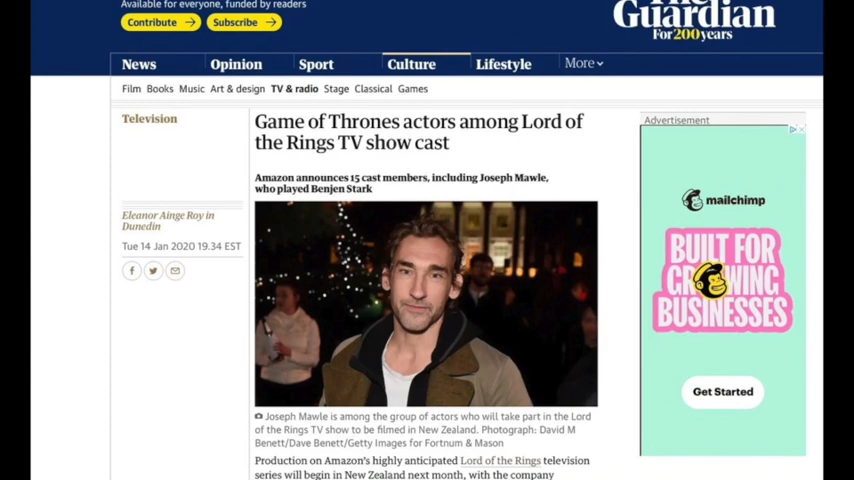 Available for everyone, funded by readers
Contribute →
Subscribe →
The Guardian
For 200 years
News
Opinion
Sport
Culture
Lifestyle
More
Film Books Music Art & design TV & radio Stage Classical Games
Television
Game of Thrones actors among Lord of
the Rings TV show cast
Amazon announces 15 cast members, including Joseph Mawle,
who played Benjen Stark
Eleanor Ainge Roy in
Dunedin
Tue 14 Jan 2020 19.34 EST
Joseph Mawle is among the group of actors who will take part in the Lord
of the Rings TV show to be filmed in New Zealand. Photograph: David M
Benett/Dave Benett/Getty Images for Fortnum & Mason
Production on Amazon's highly anticipated Lord of the Rings television
series will begin in New Zealand next month, with the company
Advertisement
mailchimp
BUILT FOR
GROWING
BUSINESSES
Get Started